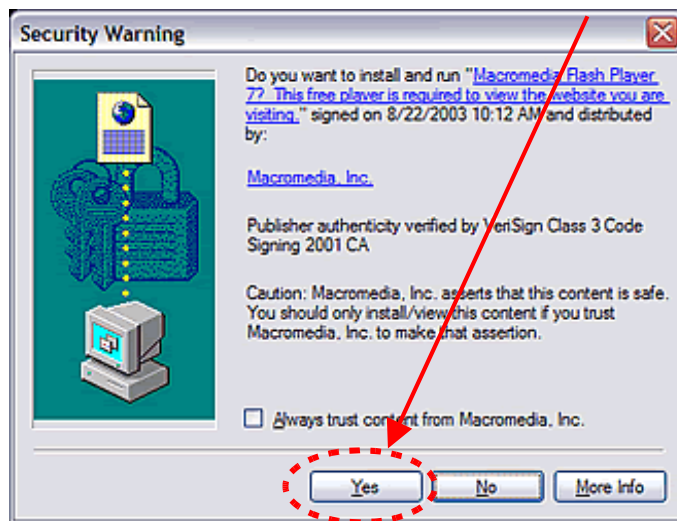 Security Warning
Do you want to install and run "Macromedia Flash Player
7? This free player is required to view the website you are
visiting." signed on 8/22/2003 10:12 AM and distributed
by:
Macromedia, Inc.
Publisher authenticity verified by VeriSign Class 3 Code
Signing 2001 CA
Caution: Macromedia, Inc. asserts that this content is safe.
You should only install/view this content if you trust
Macromedia, Inc. to make that assertion.
Always trust content from Macromedia, Inc.
Yes No More Info